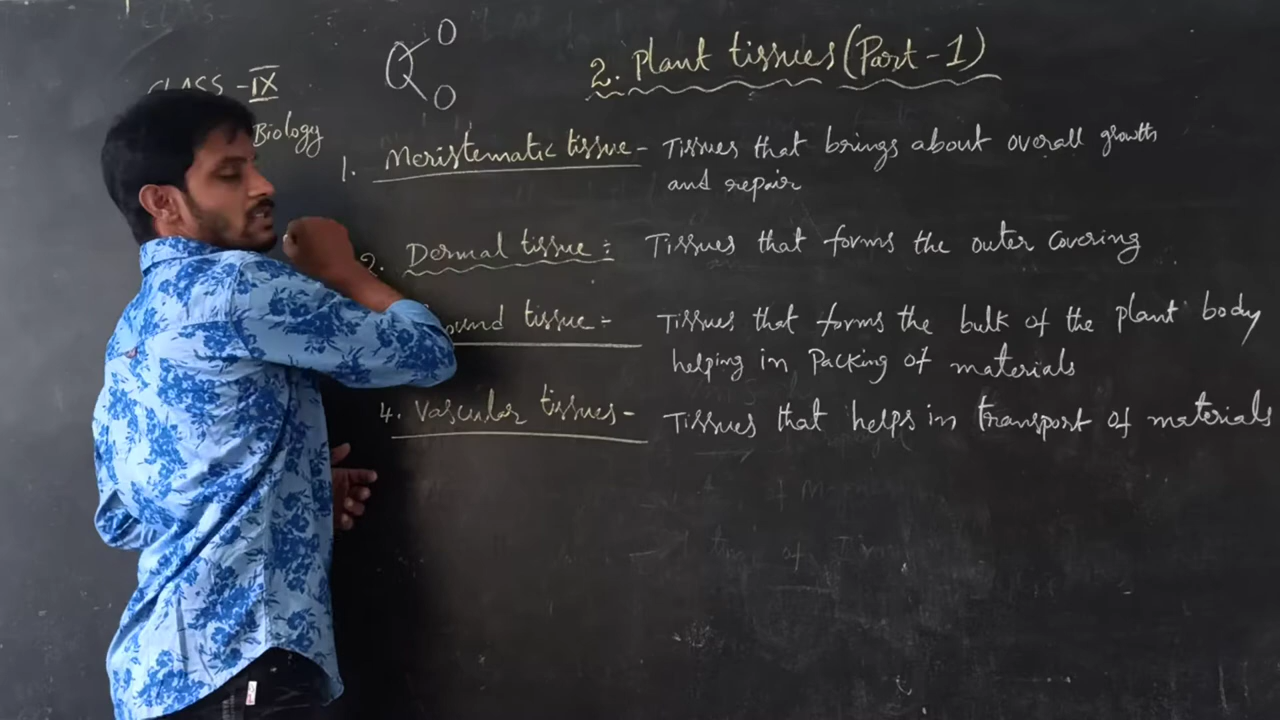 CLASS - IX
Biology
2. Plant tissues (Part - 1)
1. Meristematic tissue - Tissues that brings about overall growth
and repair
2. Dermal tissue :- Tissues that forms the outer covering
tissue :- Tissues that forms the bulk of the plant body
helping in Packing of materials
4. Vascular tissues - Tissues that helps in transport of materials